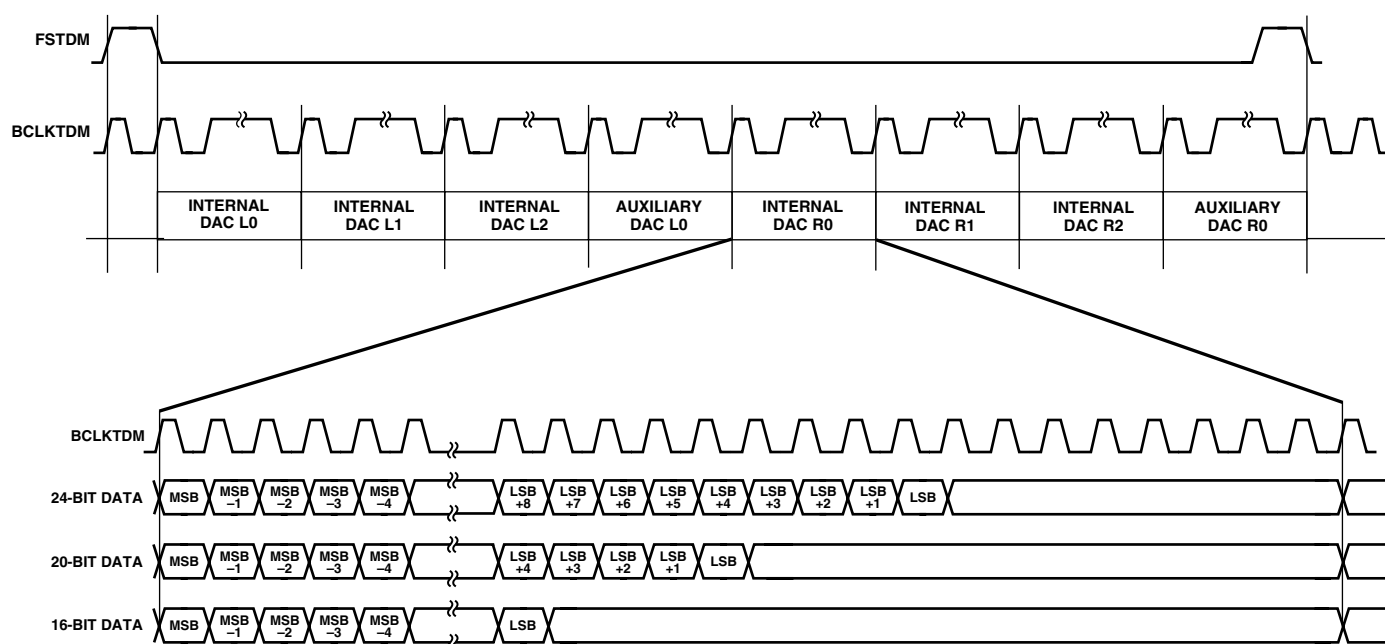 FSTDM
BCLKTDM
INTERNAL
DAC L0
INTERNAL
DAC L1
INTERNAL
DAC L2
AUXILIARY
DAC L0
INTERNAL
DAC R0
INTERNAL
DAC R1
INTERNAL
DAC R2
AUXILIARY
DAC R0
BCLKTDM
24-BIT DATA
MSB
MSB
–1
MSB
–2
MSB
–3
MSB
–4
LSB
+8
LSB
+7
LSB
+6
LSB
+5
LSB
+4
LSB
+3
LSB
+2
LSB
+1
LSB
20-BIT DATA
MSB
MSB
–1
MSB
–2
MSB
–3
MSB
–4
LSB
+4
LSB
+3
LSB
+2
LSB
+1
LSB
16-BIT DATA
MSB
MSB
–1
MSB
–2
MSB
–3
MSB
–4
LSB